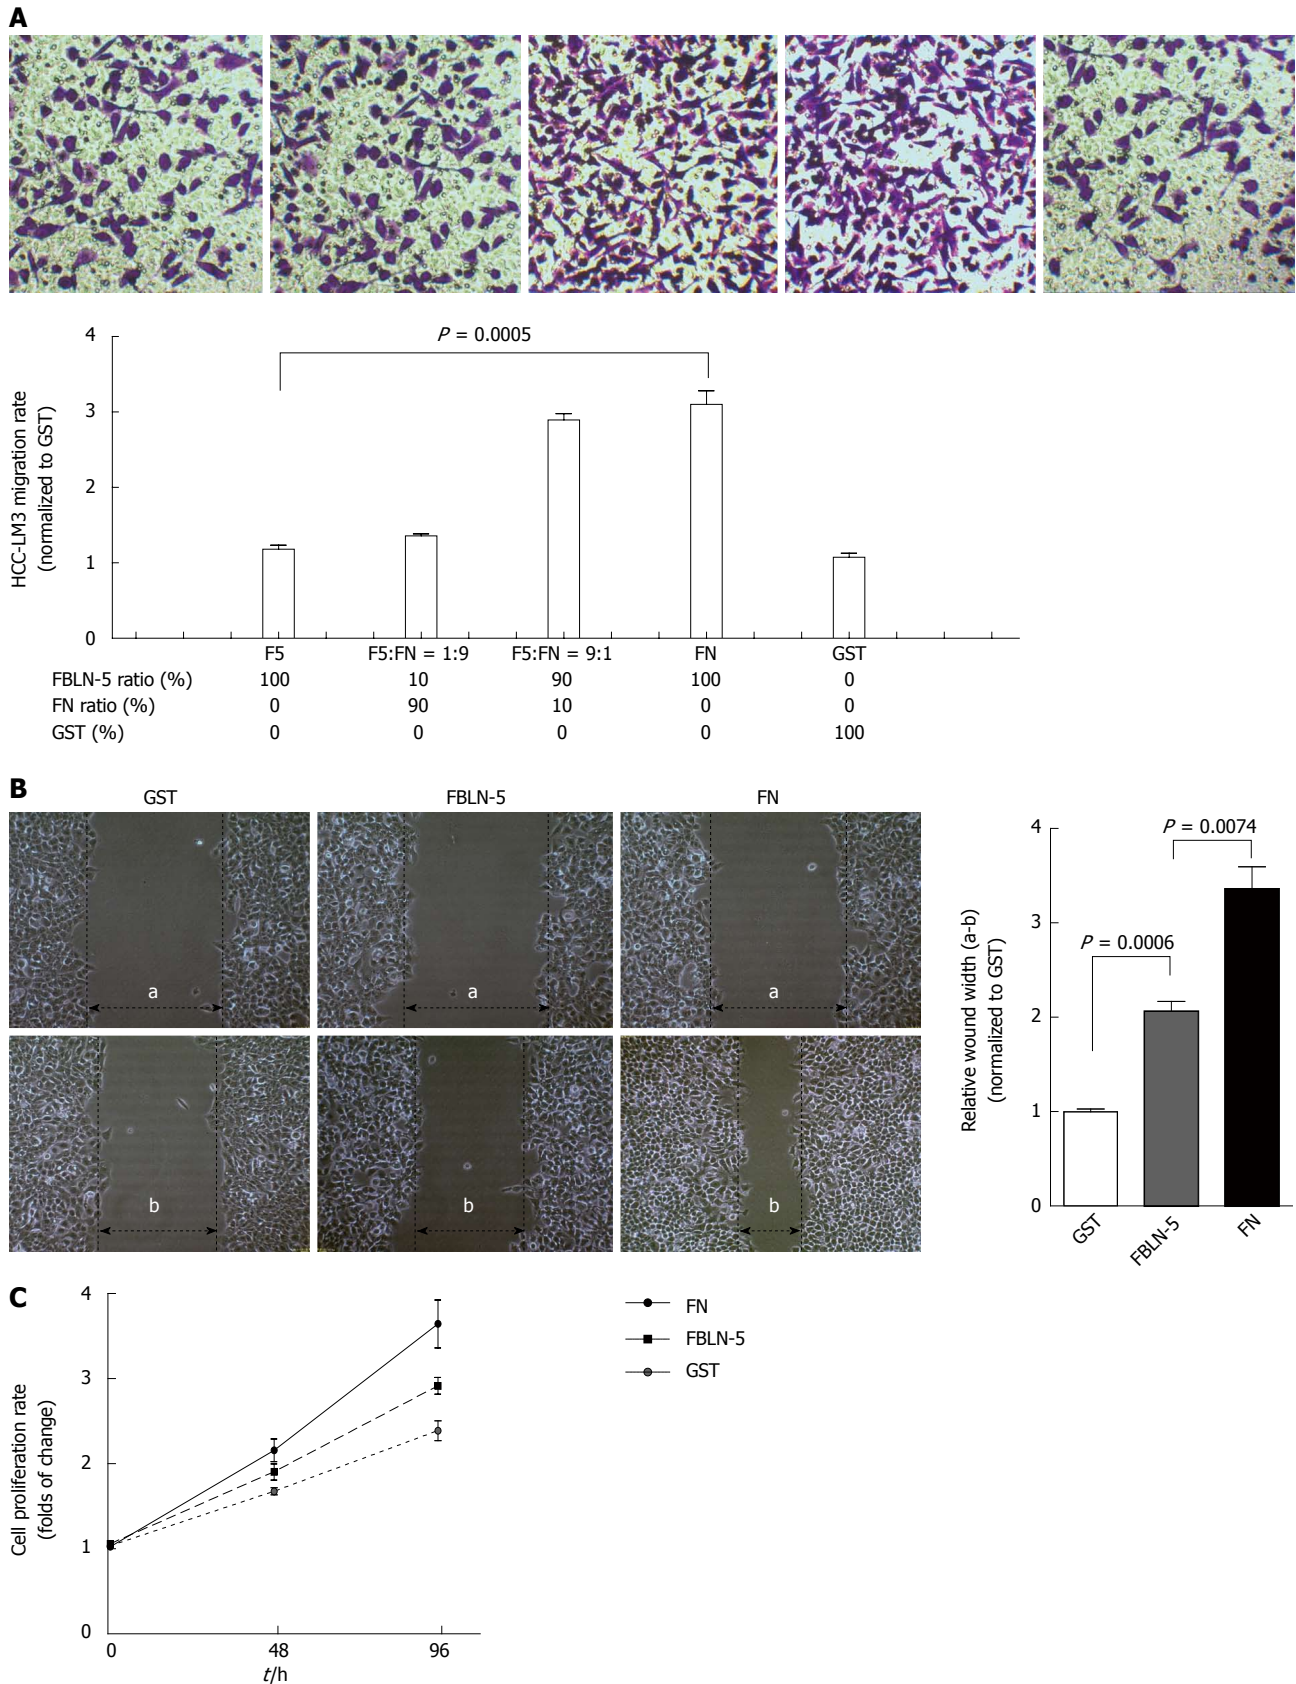 A
4
P = 0.0005
3
2
1
0
HCC-LM3 migration rate
(normalized to GST)
F5 F5:FN = 1:9 F5:FN = 9:1 FN GST
FBLN-5 ratio (%) 100 10 90 100 0
FN ratio (%) 0 90 10 0 0
GST (%) 0 0 0 0 100
B
GST FBLN-5 FN
a a a
b b b
4
P = 0.0074
3
P = 0.0006
2
1
0
Relative wound width (a-b)
(normalized to GST)
GST FBLN-5 FN
C
4
3
2
1
0
Cell proliferation rate
(folds of change)
0 48 96
t/h
FN
FBLN-5
GST